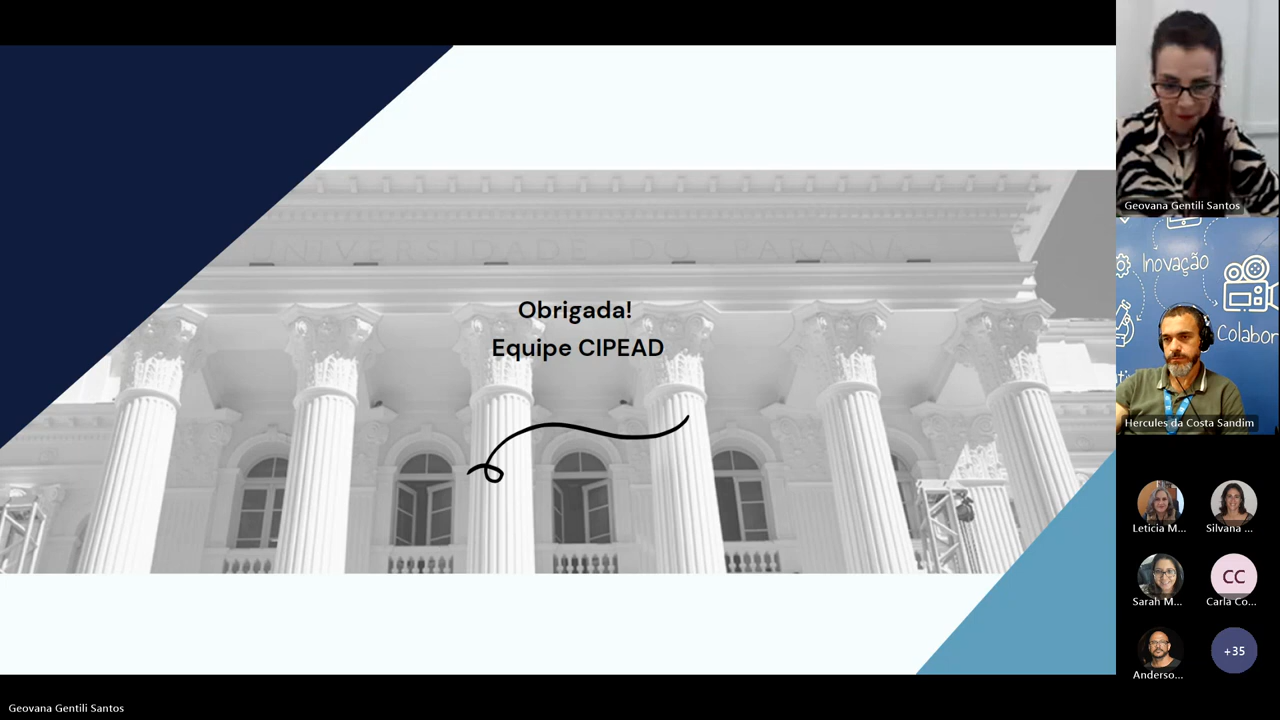 UNIVERSIDADE DO PARANÁ
Obrigada!
Equipe CIPEAD
Geovana Gentili Santos
Inovação
Colabor
Hercules da Costa Sandim
Leticia M...
Silvana ...
Sarah M...
CC
Carla Co...
Anderso...
+35
Geovana Gentili Santos